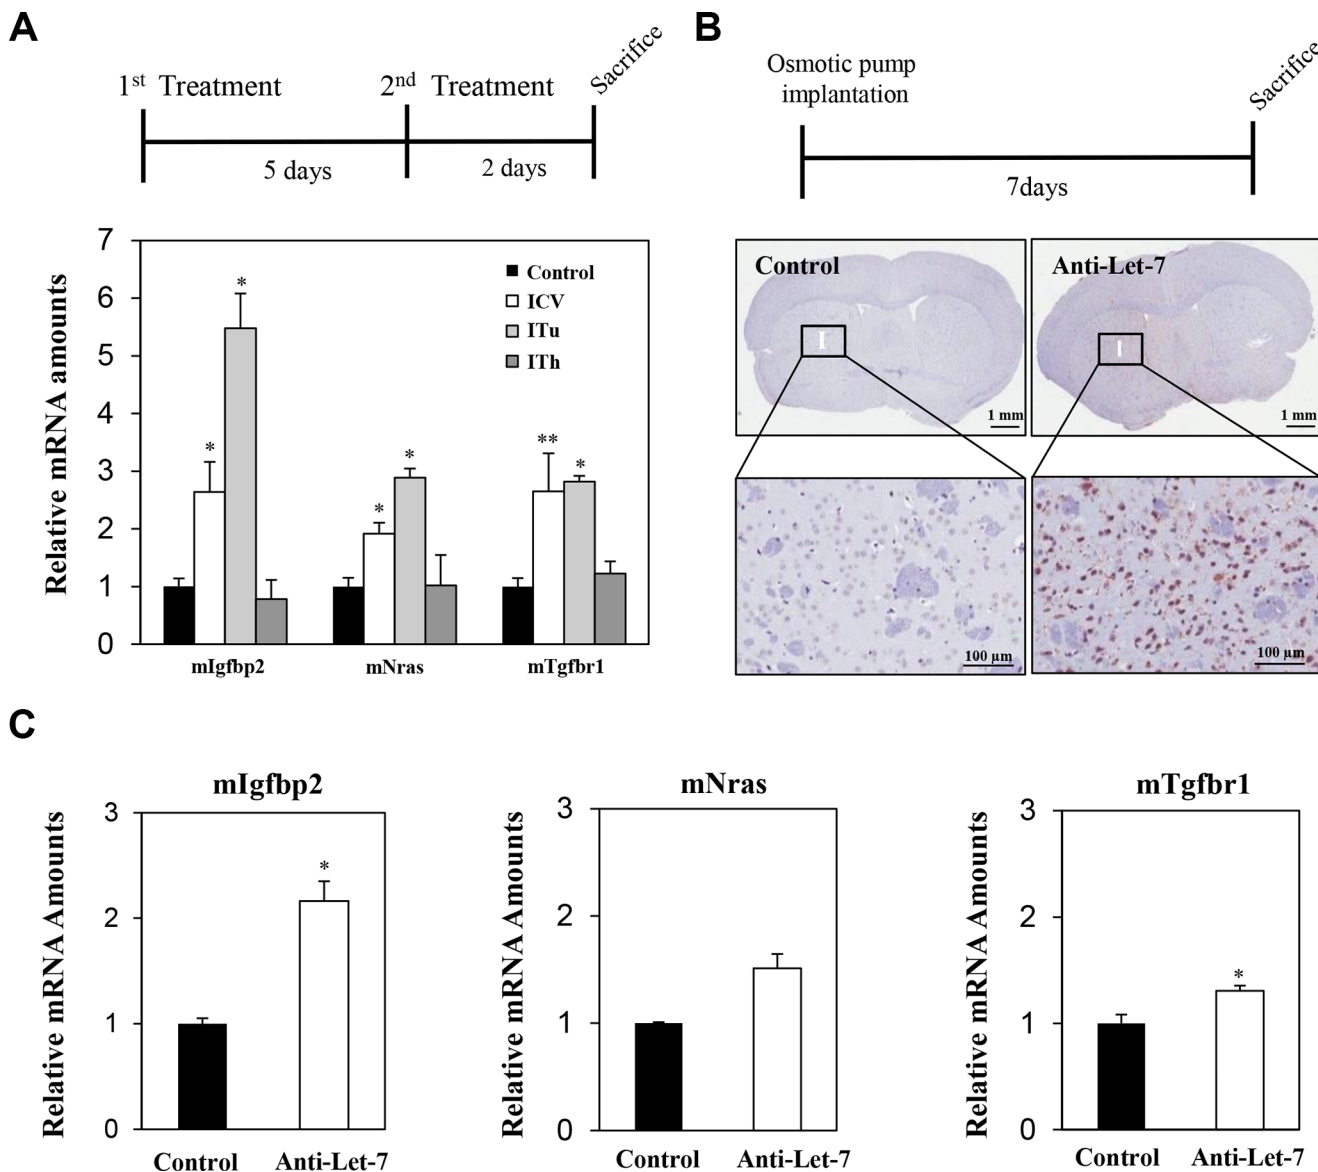 A
1st Treatment
2nd Treatment
Sacrifice
5 days
2 days
Relative mRNA amounts
7
6
5
4
3
2
1
0
Control
ICV
ITu
ITh
*
*
*
*
**
*
mIgfbp2
mNras
mTgfbr1
B
Osmotic pump
implantation
Sacrifice
7days
Control
I
1 mm
Anti-Let-7
I
1 mm
100 µm
100 µm
C
mIgfbp2
Relative mRNA Amounts
3
2
1
0
*
Control
Anti-Let-7
mNras
Relative mRNA Amounts
3
2
1
0
Control
Anti-Let-7
mTgfbr1
Relative mRNA Amounts
3
2
1
0
*
Control
Anti-Let-7